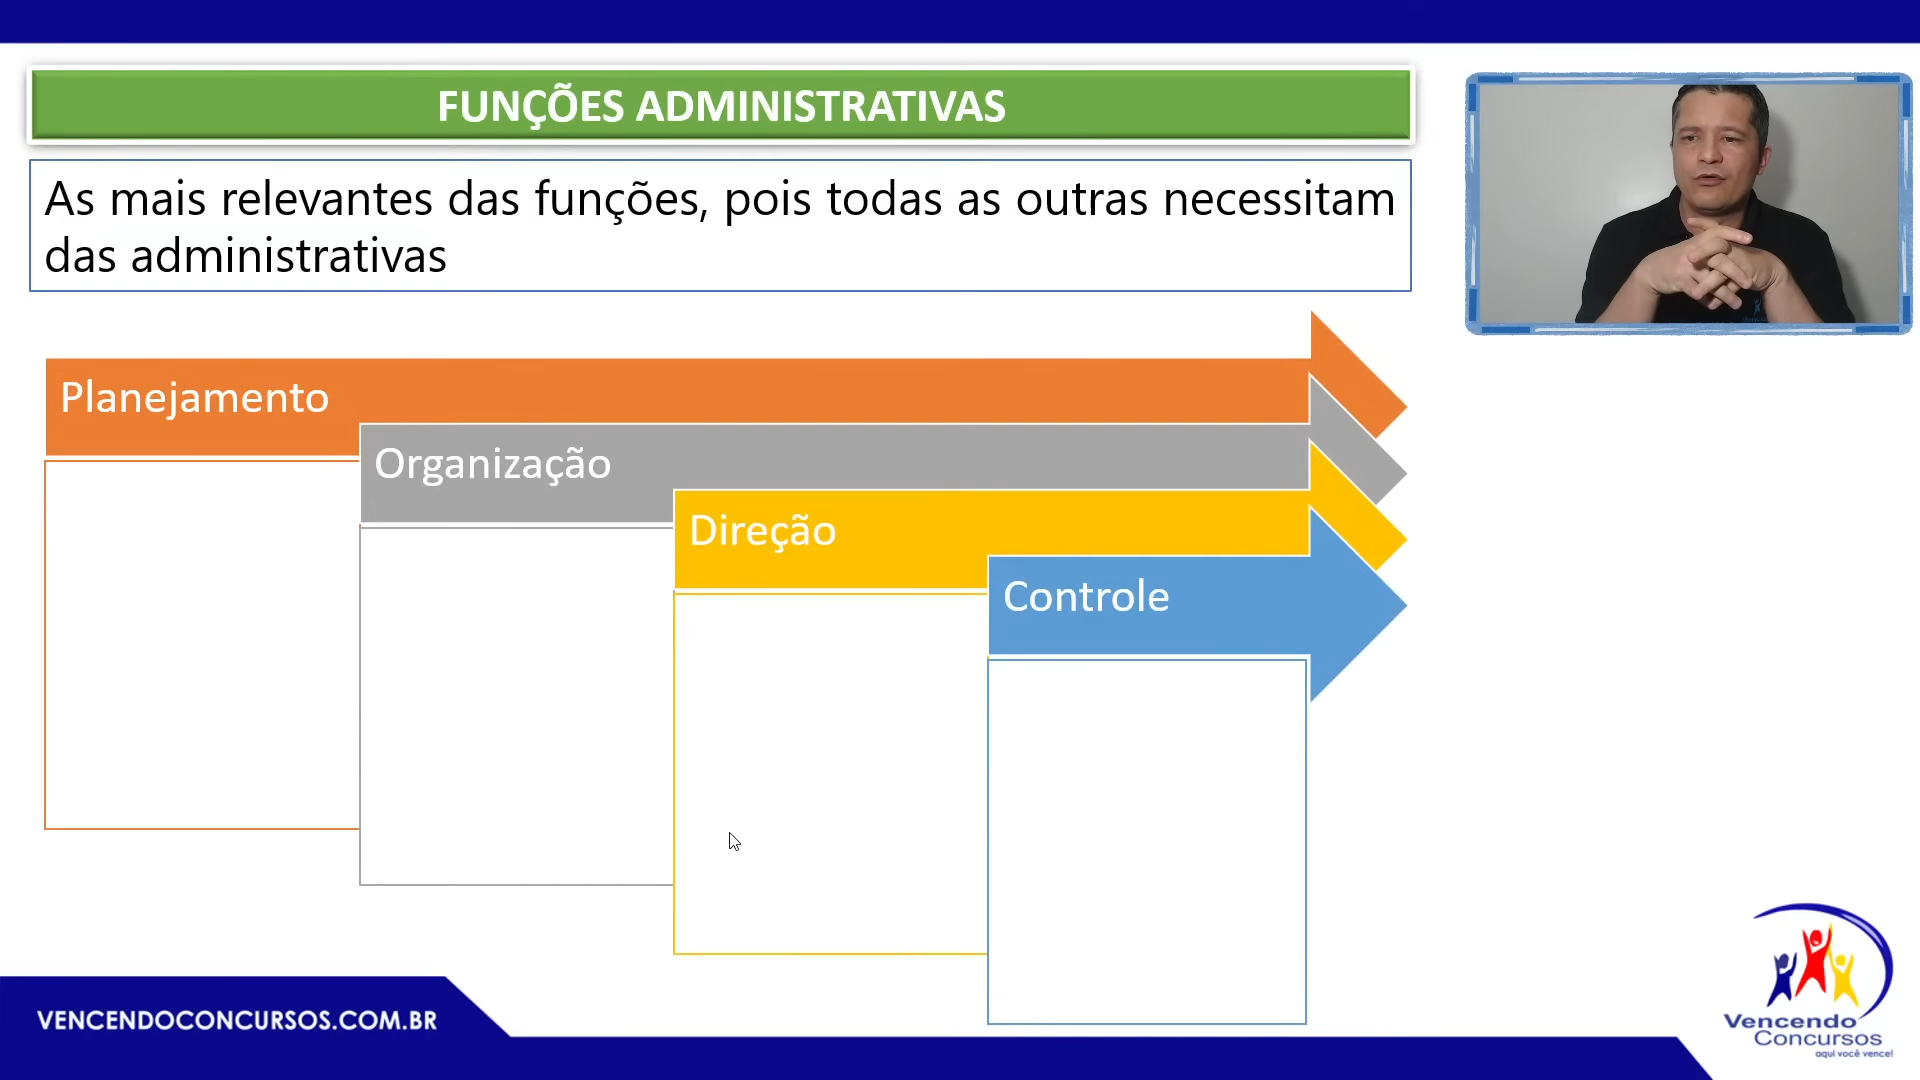 FUNÇÕES ADMINISTRATIVAS
As mais relevantes das funções, pois todas as outras necessitam
das administrativas
Planejamento
Organização
Direção
Controle
VENCENDOCONCURSOS.COM.BR
Vencendo
Concursos
aqui você vence!